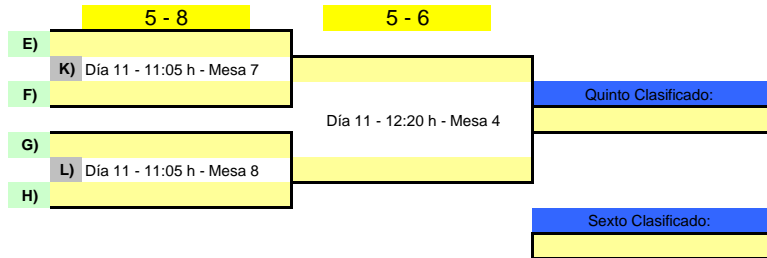 5 - 8
5 - 6
E)
K) Día 11 - 11:05 h - Mesa 7
F)
Quinto Clasificado:
Día 11 - 12:20 h - Mesa 4
G)
L) Día 11 - 11:05 h - Mesa 8
H)
Sexto Clasificado: